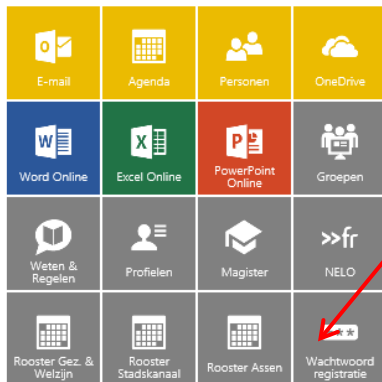 E-mail
Agenda
Personen
OneDrive
Word Online
Excel Online
PowerPoint
Online
Groepen
Weten &
Regelen
Profielen
Magister
>>fr
NELO
Rooster Gez. &
Welzijn
Rooster
Stadskanaal
Rooster Assen
**
Wachtwoord
registratie